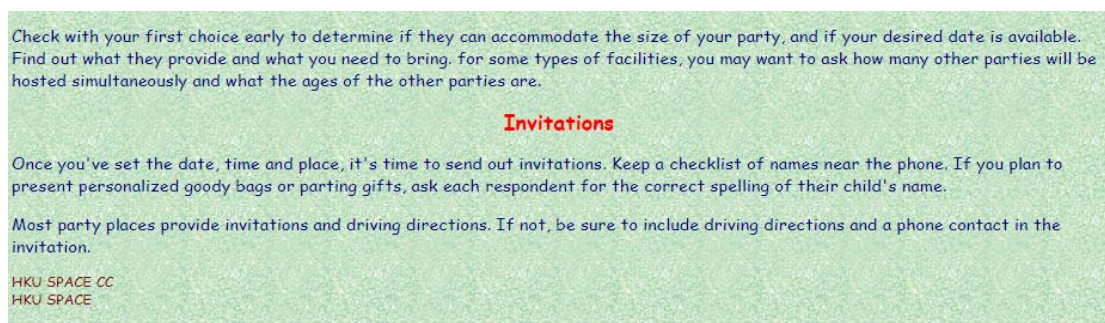 Check with your first choice early to determine if they can accommodate the size of your party, and if your desired date is available.
Find out what they provide and what you need to bring. for some types of facilities, you may want to ask how many other parties will be
hosted simultaneously and what the ages of the other parties are.
Invitations
Once you've set the date, time and place, it's time to send out invitations. Keep a checklist of names near the phone. If you plan to
present personalized goody bags or parting gifts, ask each respondent for the correct spelling of their child's name.
Most party places provide invitations and driving directions. If not, be sure to include driving directions and a phone contact in the
invitation.
HKU SPACE CC
HKU SPACE